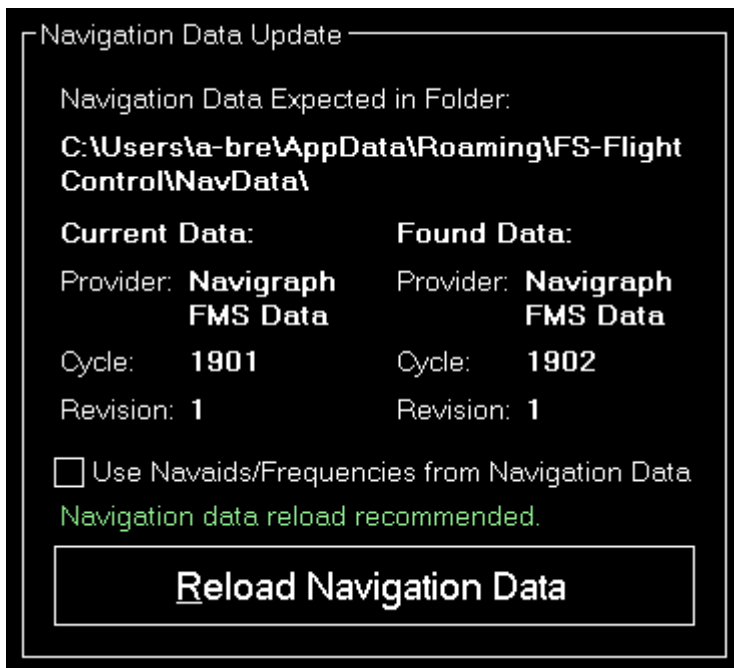 Navigation Data Update
Navigation Data Expected in Folder:
C:\Users\a-bre\AppData\Roaming\FS-Flight
Control\NavData\
Current Data: Found Data:
Provider: Navigraph Provider: Navigraph
FMS Data FMS Data
Cycle: 1901 Cycle: 1902
Revision: 1 Revision: 1
Use Navaids/Frequencies from Navigation Data
Navigation data reload recommended.
Reload Navigation Data